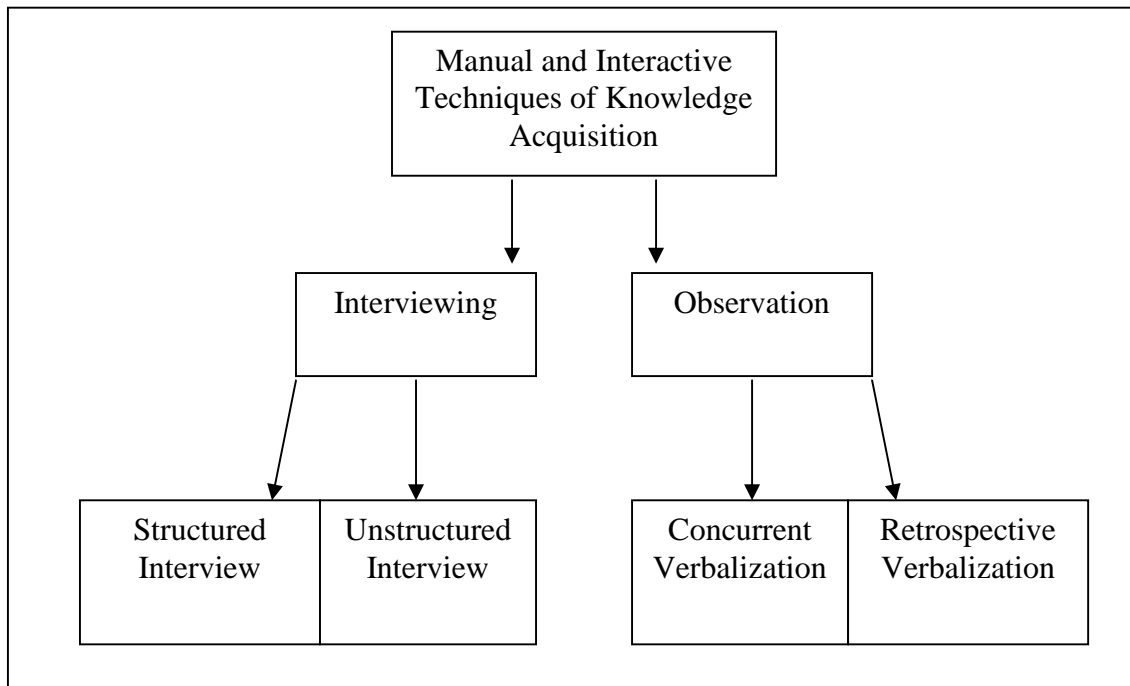 Manual and Interactive
Techniques of Knowledge
Acquisition
Interviewing
Observation
Structured
Interview
Unstructured
Interview
Concurrent
Verbalization
Retrospective
Verbalization